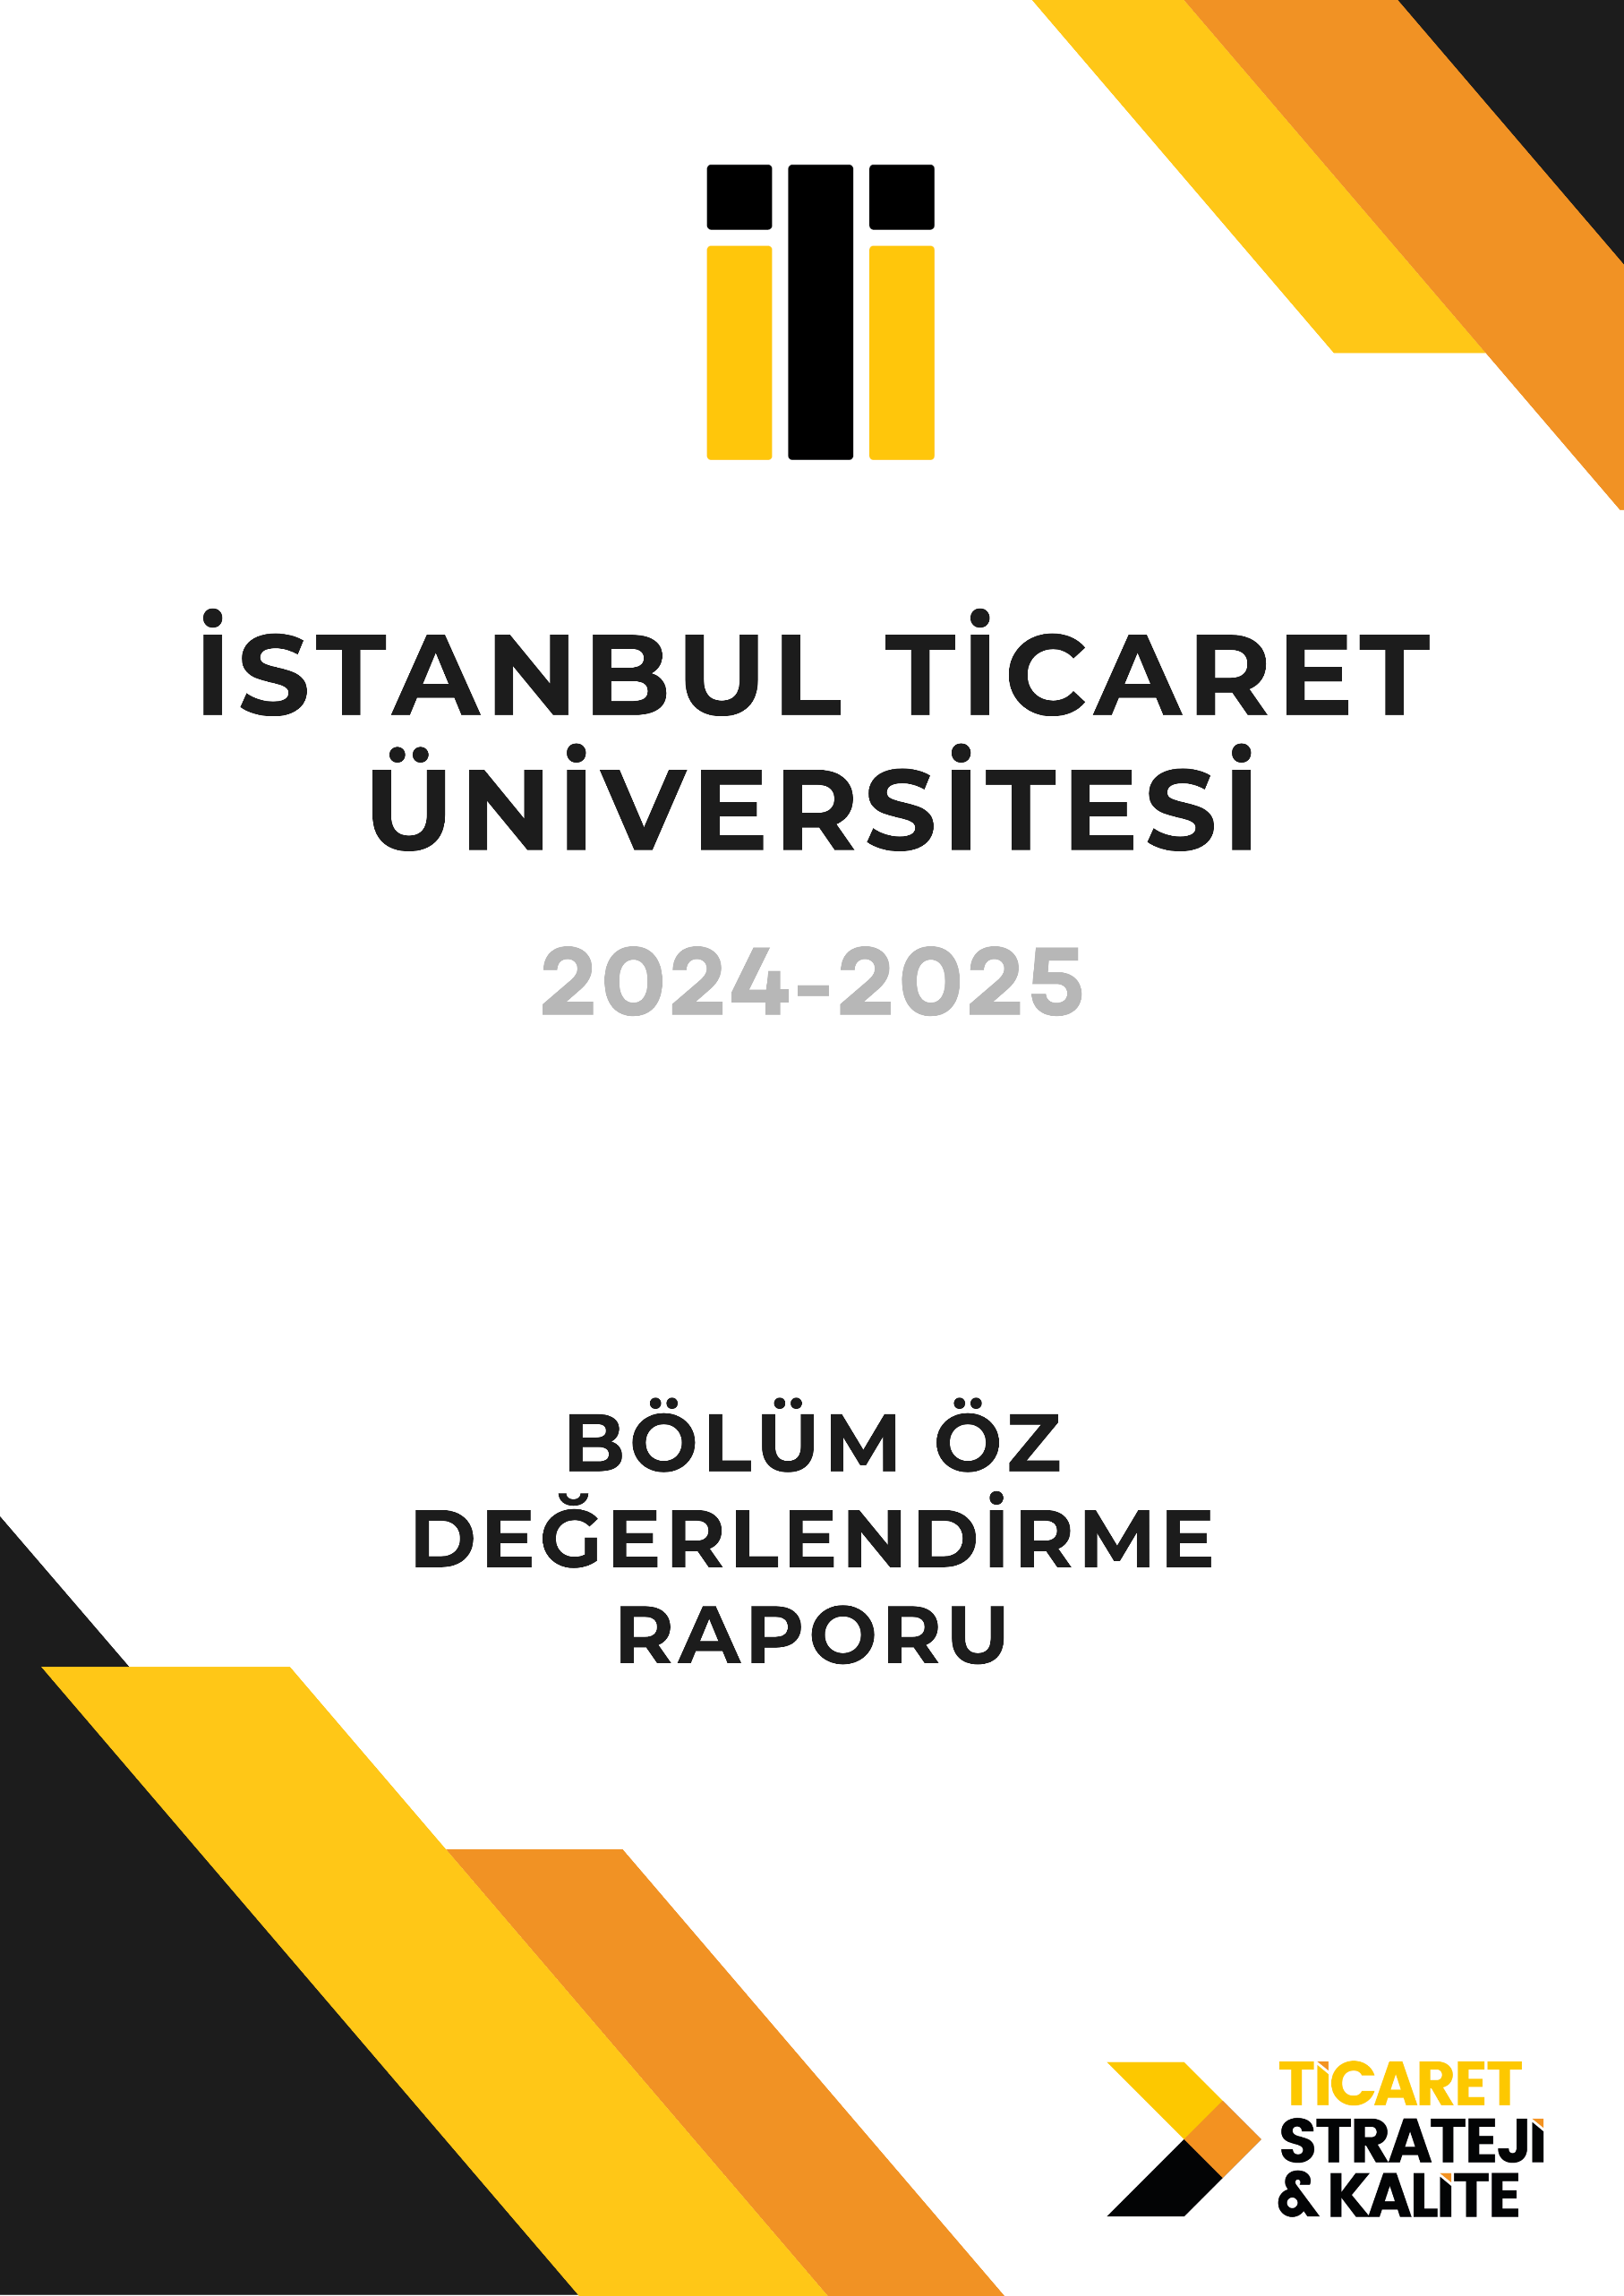 İSTANBUL TİCARET
ÜNİVERSİTESİ
2024-2025
BÖLÜM ÖZ
DEĞERLENDİRME
RAPORU
TİCARET
STRATEJİ
& KALİTE